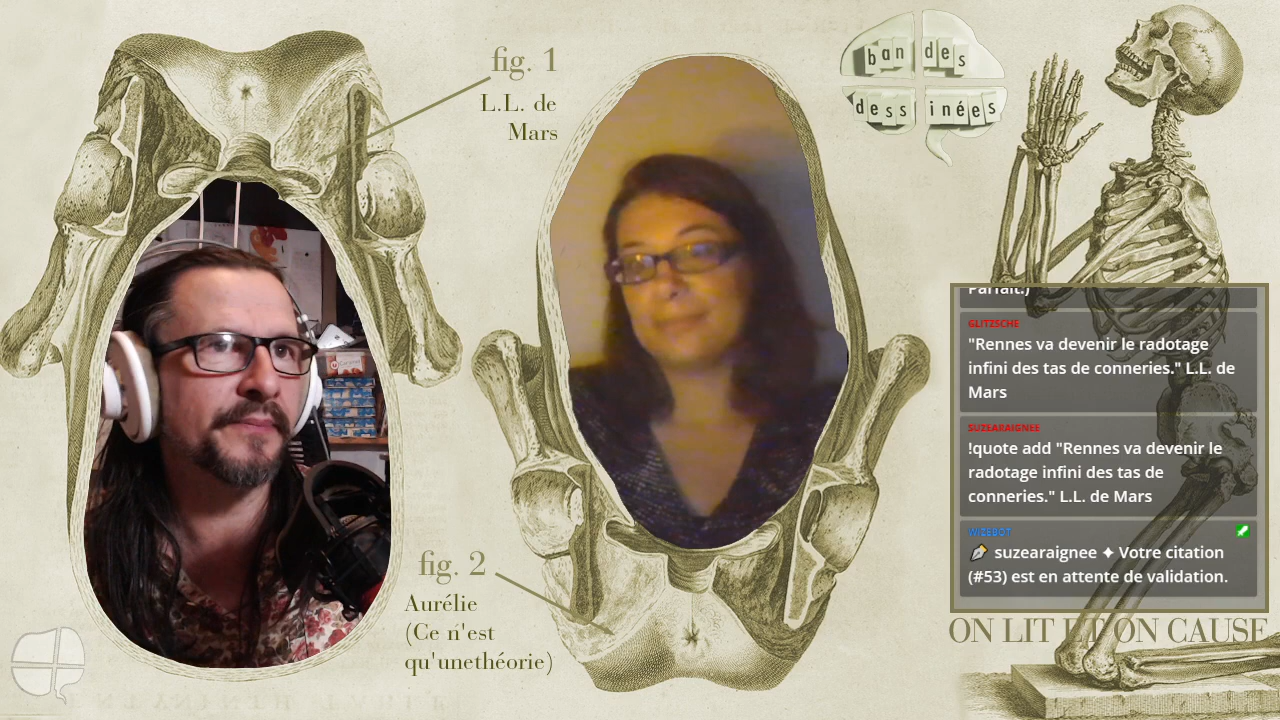 fig. 1
L.L. de
Mars
ban des
dess inées
Parfait.)
GLITZSCHE
"Rennes va devenir le radotage
infini des tas de conneries." L.L. de
Mars
SUZEARAIGNEE
!quote add "Rennes va devenir le
radotage infini des tas de
conneries." L.L. de Mars
WIZEBOT
suzearaignee ✦ Votre citation
(#53) est en attente de validation.
fig. 2
Aurélie
(Ce n'est
qu'unethéorie)
ON LIT ET ON CAUSE